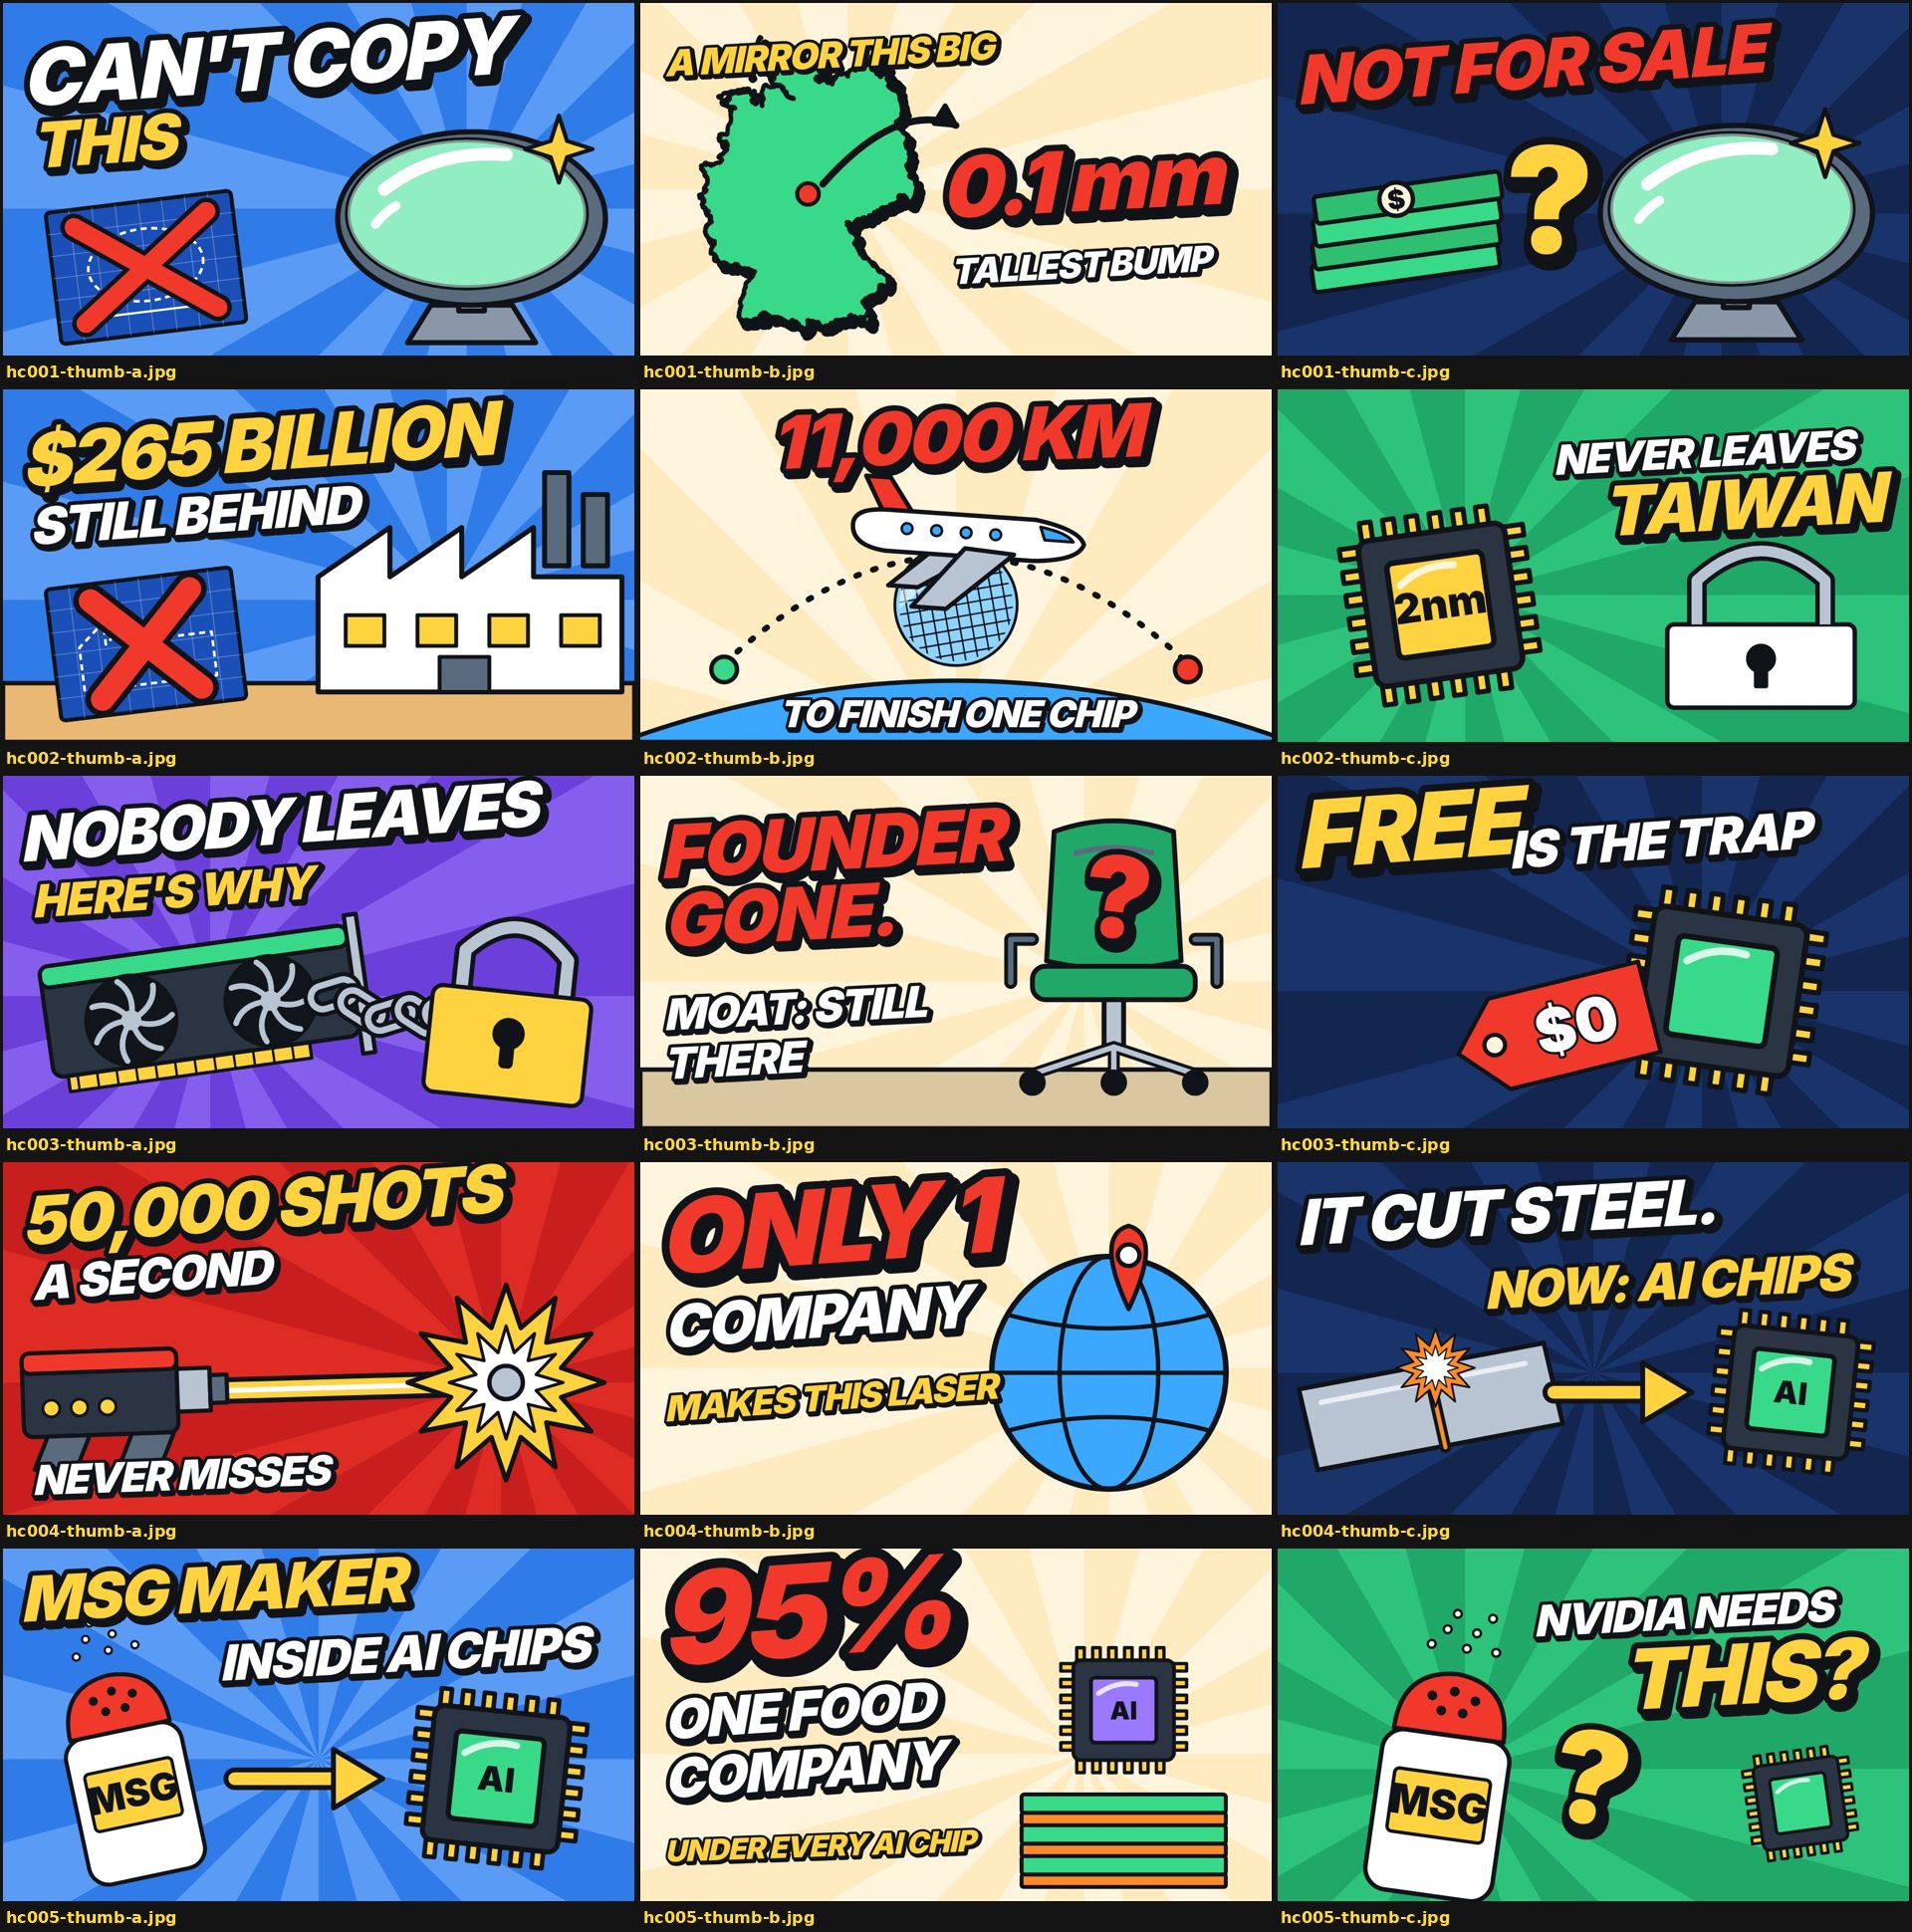 CAN'T COPY
THIS
hc001-thumb-a.jpg
A MIRROR THIS BIG
0.1mm
TALLEST BUMP
hc001-thumb-b.jpg
NOT FOR SALE
$
?
hc001-thumb-c.jpg
$265 BILLION
STILL BEHIND
hc002-thumb-a.jpg
11,000 KM
TO FINISH ONE CHIP
hc002-thumb-b.jpg
NEVER LEAVES
TAIWAN
2nm
hc002-thumb-c.jpg
NOBODY LEAVES
HERE'S WHY
hc003-thumb-a.jpg
FOUNDER
GONE.
?
MOAT: STILL
THERE
hc003-thumb-b.jpg
FREE
IS THE TRAP
$0
hc003-thumb-c.jpg
50,000 SHOTS
A SECOND
NEVER MISSES
hc004-thumb-a.jpg
ONLY 1
COMPANY
MAKES THIS LASER
hc004-thumb-b.jpg
IT CUT STEEL.
NOW: AI CHIPS
AI
hc004-thumb-c.jpg
MSG MAKER
INSIDE AI CHIPS
MSG
AI
hc005-thumb-a.jpg
95%
ONE FOOD
COMPANY
AI
UNDER EVERY AI CHIP
hc005-thumb-b.jpg
NVIDIA NEEDS
THIS?
MSG
?
hc005-thumb-c.jpg